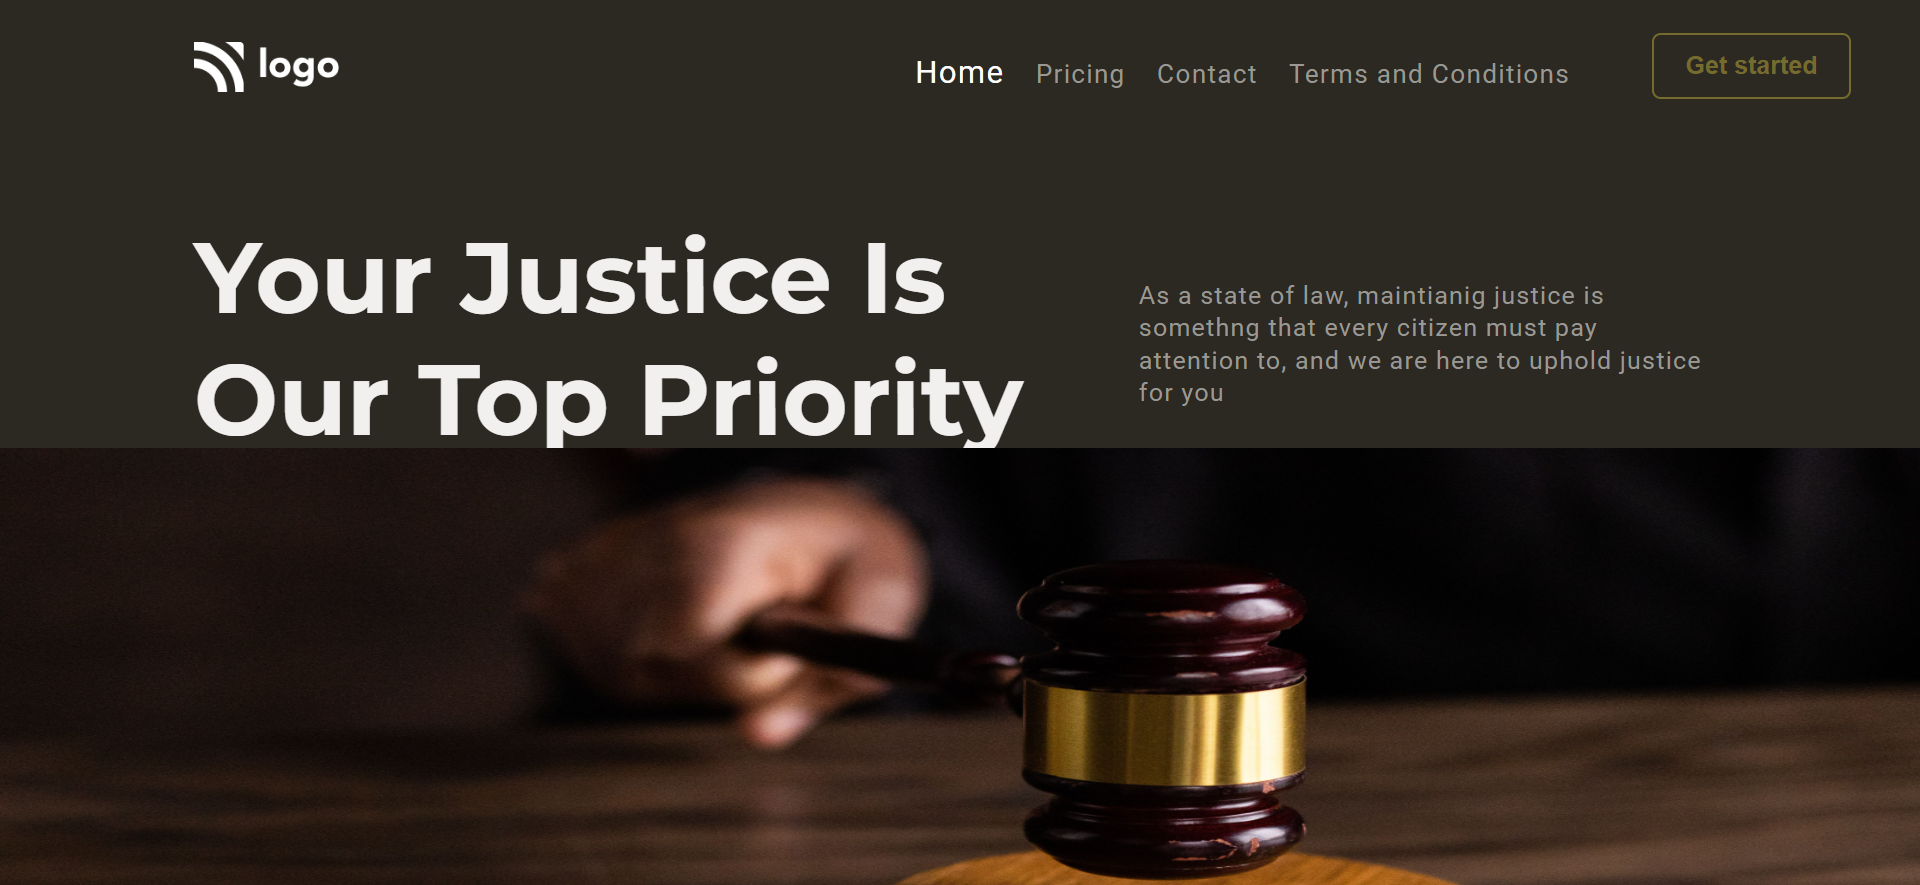 logo
Home Pricing Contact Terms and Conditions Get started
Your Justice Is
Our Top Priority
As a state of law, maintianig justice is
somethng that every citizen must pay
attention to, and we are here to uphold justice
for you